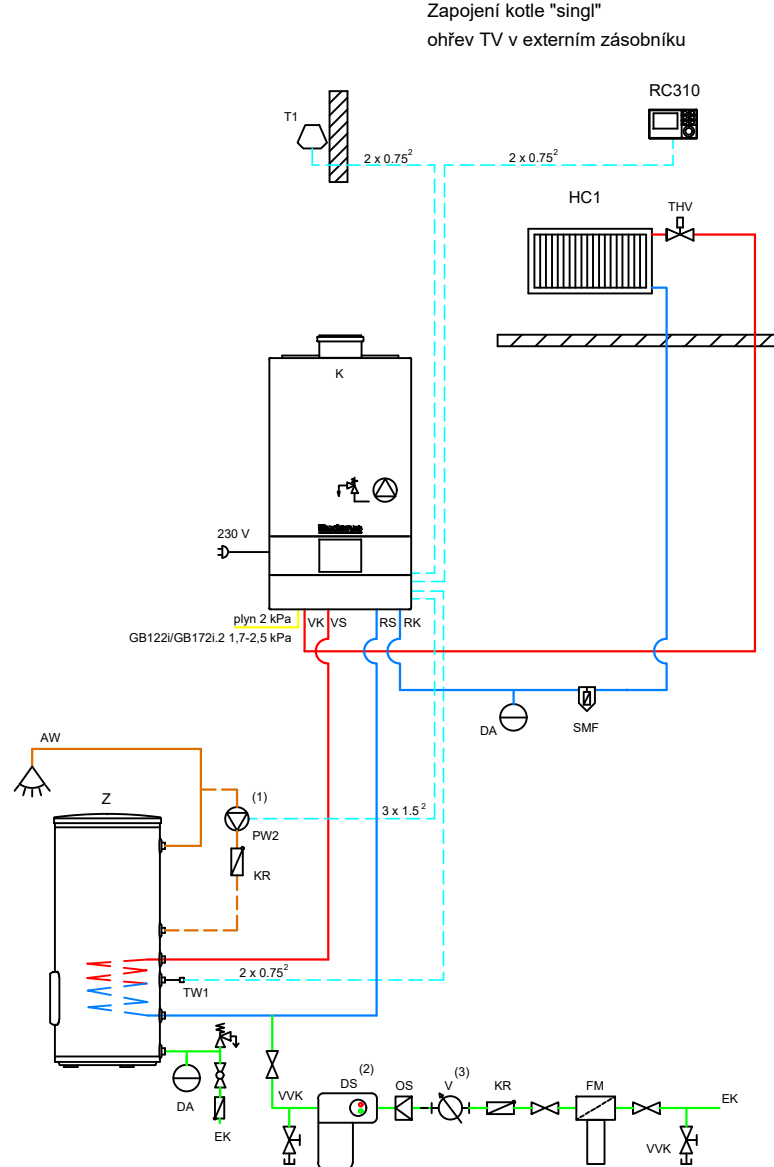 Zapojení kotle "singl"
ohřev TV v externím zásobníku
RC310
T1
2 x 0.75²
2 x 0.75²
HC1
THV
K
230 V
plyn 2 kPa
VK VS RS RK
GB122i/GB172i.2 1,7-2,5 kPa
DA
SMF
AW
Z
(1)
3 x 1.5²
PW2
KR
2 x 0.75²
TW1
(2)
(3)
VVK
DS
OS
V
KR
FM
EK
DA
EK
VVK